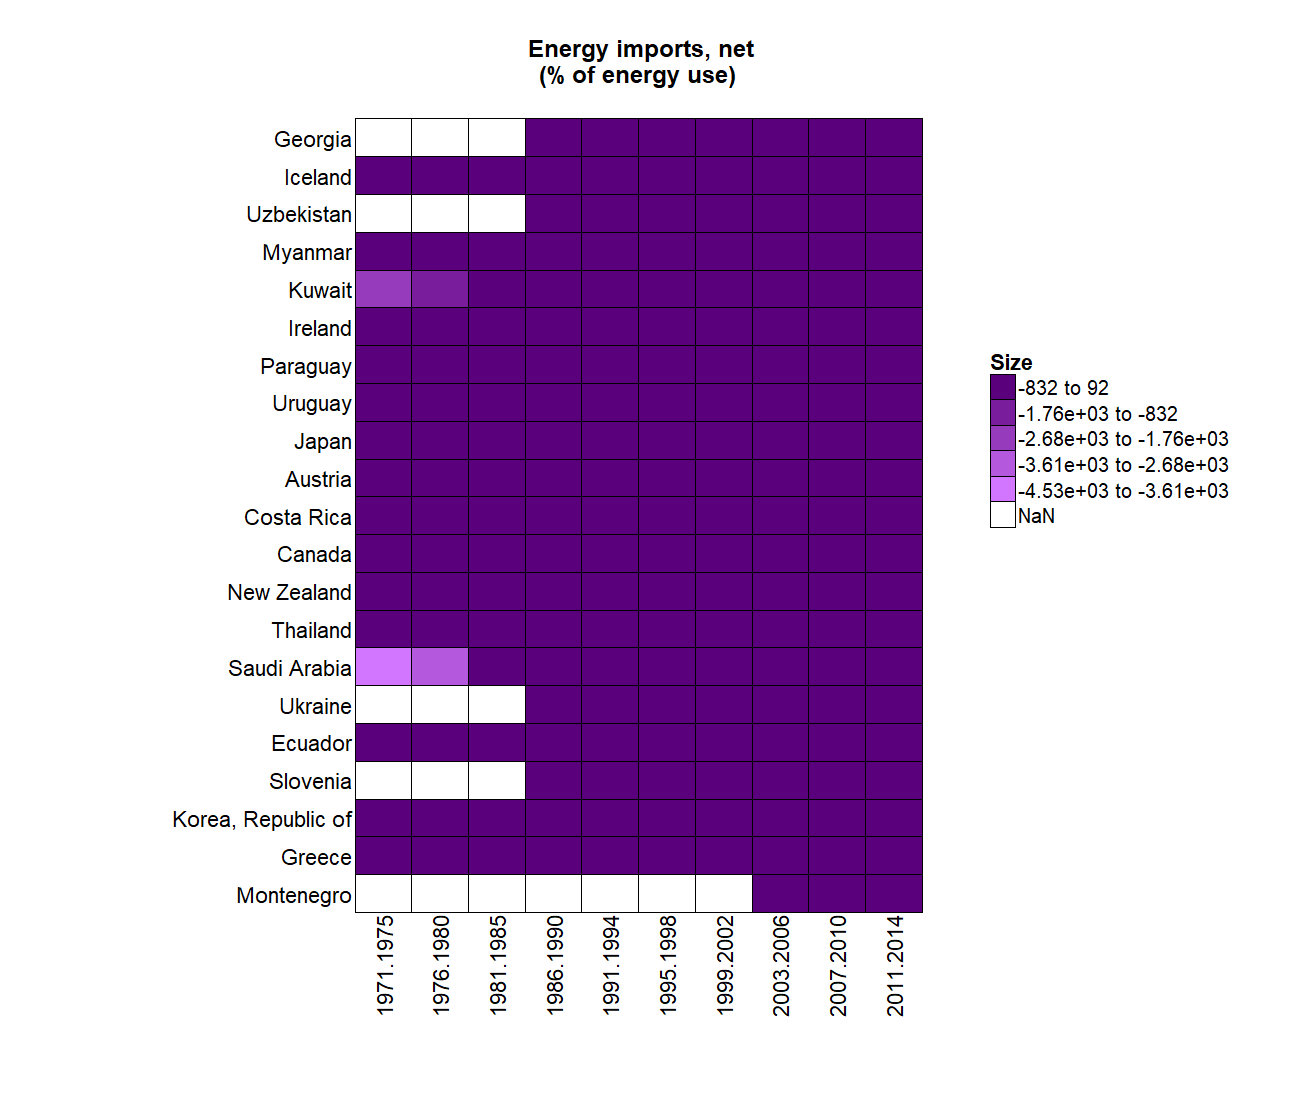 Energy imports, net
(% of energy use)
Georgia
Iceland
Uzbekistan
Myanmar
Kuwait
Ireland
Paraguay
Uruguay
Japan
Austria
Costa Rica
Canada
New Zealand
Thailand
Saudi Arabia
Ukraine
Ecuador
Slovenia
Korea, Republic of
Greece
Montenegro
1971.1975
1976.1980
1981.1985
1986.1990
1991.1994
1995.1998
1999.2002
2003.2006
2007.2010
2011.2014
Size
-832 to 92
-1.76e+03 to -832
-2.68e+03 to -1.76e+03
-3.61e+03 to -2.68e+03
-4.53e+03 to -3.61e+03
NaN